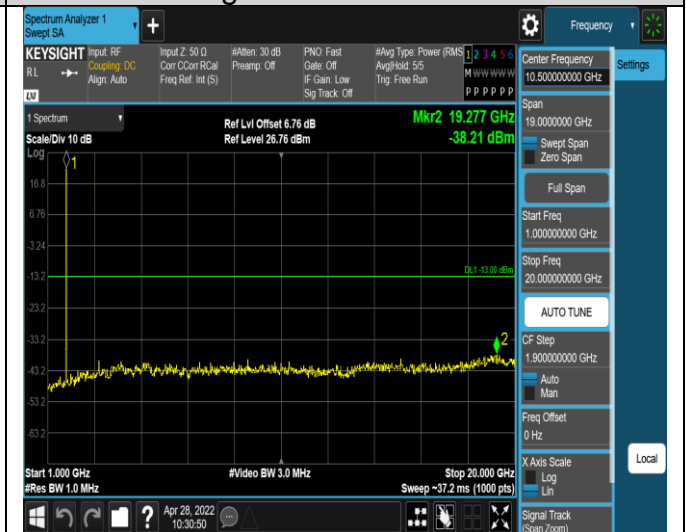 Spectrum Analyzer 1
Swept SA
Frequency
KEYSIGHT
RL
LXI
Input: RF
Coupling: DC
Align: Auto
Input Z: 50 Ω
Corr CCorr RCal
Freq Ref: Int (S)
#Atten: 30 dB
Preamp: Off
PNO: Fast
Gate: Off
IF Gain: Low
Sig Track: Off
#Avg Type: Power (RMS
Avg|Hold: 5/5
Trig: Free Run
1 2 3 4 5 6
M W W W W W
P P P P P P
1 Spectrum
Scale/Div 10 dB
Ref Lvl Offset 6.76 dB
Ref Level 26.76 dBm
Mkr2 19.277 GHz
-38.21 dBm
Log
1
16.8
6.76
-3.24
-13.2
DL1 -13.00 dBm
-23.2
-33.2
2
-43.2
-53.2
-63.2
Start 1.000 GHz
#Res BW 1.0 MHz
#Video BW 3.0 MHz
Stop 20.000 GHz
Sweep ~37.2 ms (1000 pts)
Apr 28, 2022
10:30:50
Center Frequency
10.500000000 GHz
Span
19.0000000 GHz
Swept Span
Zero Span
Full Span
Start Freq
1.000000000 GHz
Stop Freq
20.000000000 GHz
AUTO TUNE
CF Step
1.900000000 GHz
Auto
Man
Freq Offset
0 Hz
X Axis Scale
Log
Lin
Signal Track
(Span Zoom)
Settings
Local